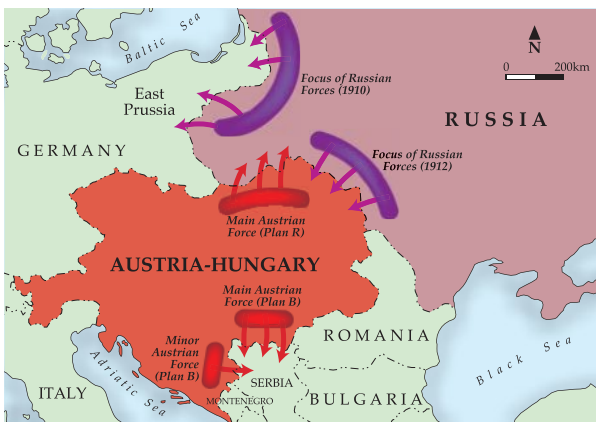 Baltic Sea
N
0 200km
Focus of Russian
Forces (1910)
East
Prussia
RUSSIA
GERMANY
Focus of Russian
Forces (1912)
Main Austrian
Force (Plan R)
AUSTRIA-HUNGARY
Main Austrian
Force (Plan B)
Minor
Austrian
Force
(Plan B)
ROMANIA
Black Sea
Adriatic Sea
SERBIA
ITALY
MONTENEGRO
BULGARIA